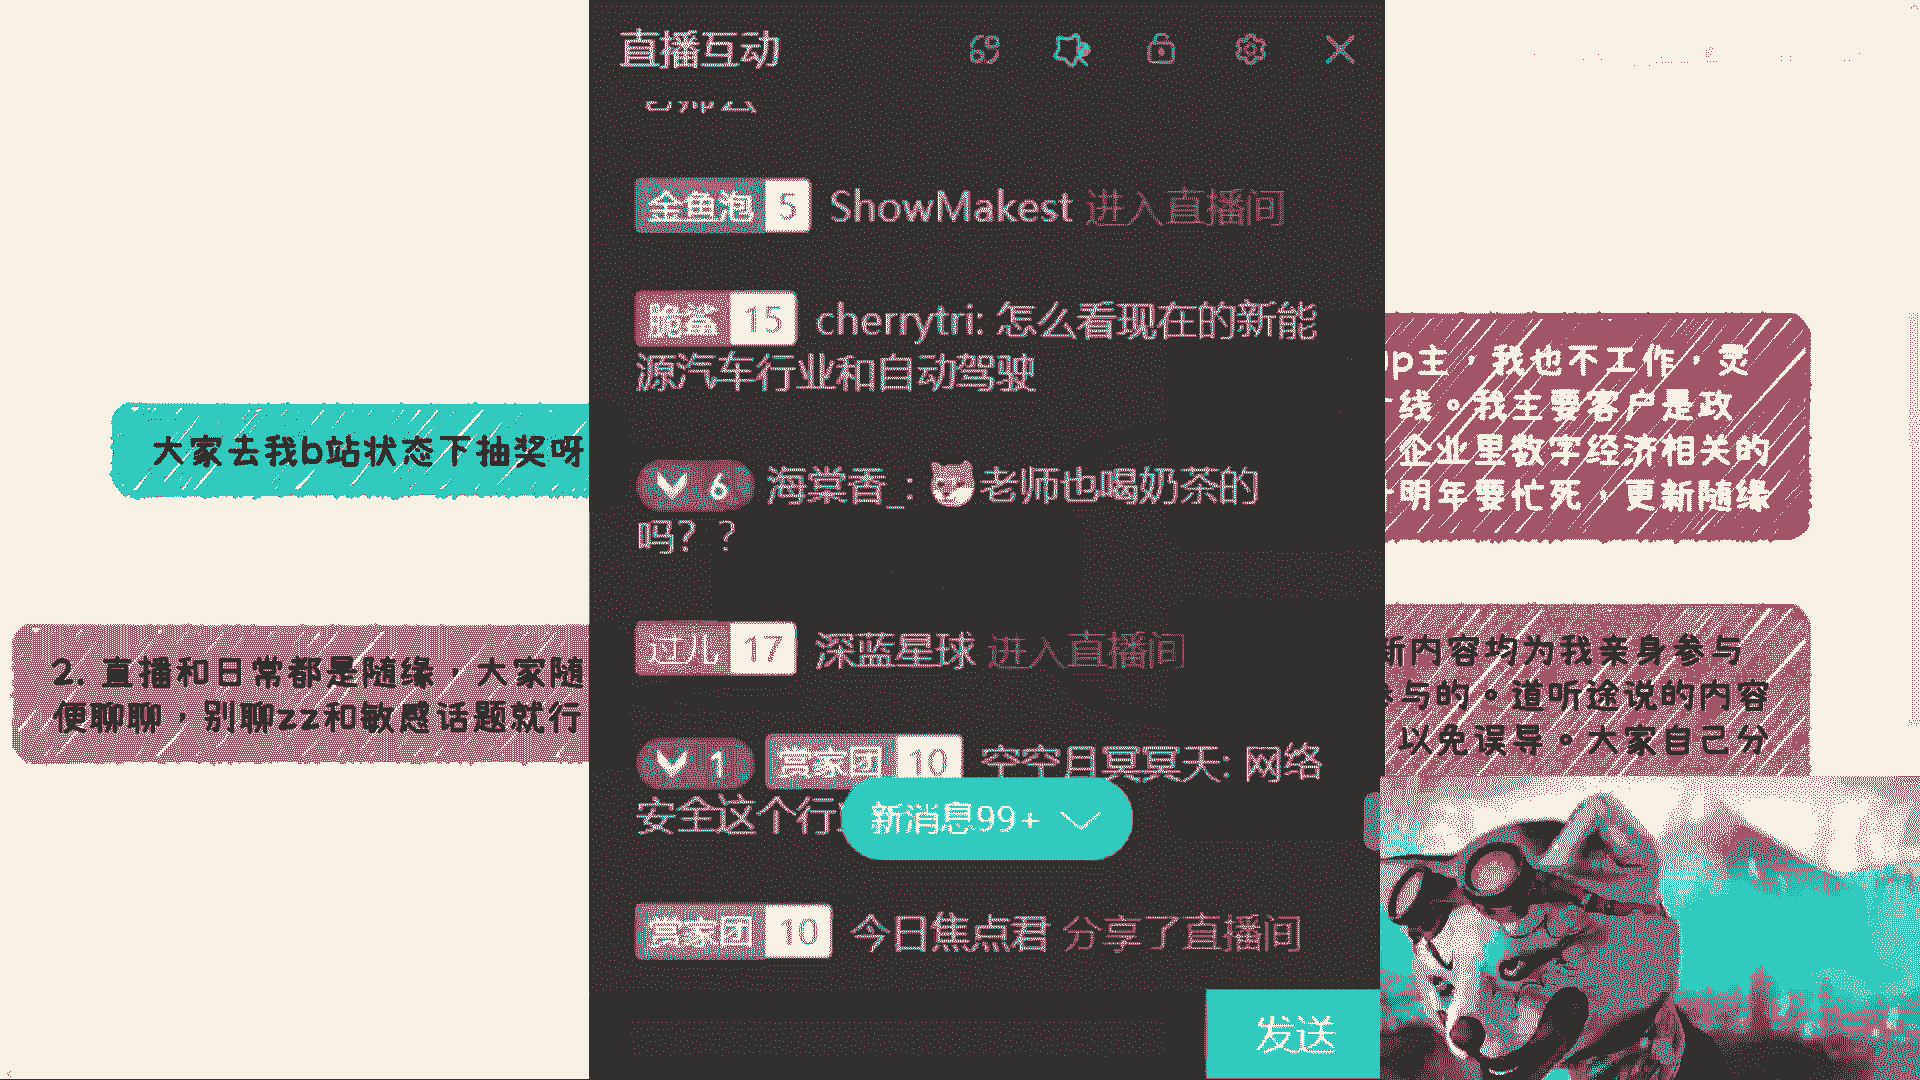 大家去我b站状态下抽奖呀
2. 直播和日常都是随缘，大家随
便聊聊，别聊zz和敏感话题就行
直播互动
金鱼泡 5 ShowMakest 进入直播间
脆鲨 15 cherrytri: 怎么看现在的新能
源汽车行业和自动驾驶
6 海棠香_: 老师也喝奶茶的
吗？？
过儿 17 深蓝星球 进入直播间
1 赏家团 10 空空月冥冥天: 网络
安全这个行
新消息99+
赏家团 10 今日焦点君 分享了直播间
发送
p主，我也不工作，灵
线。我主要客户是政
企业里数字经济相关的
明年要忙死，更新随缘
新内容均为我亲身参与
参与的。道听途说的内容
以免误导。大家自己分